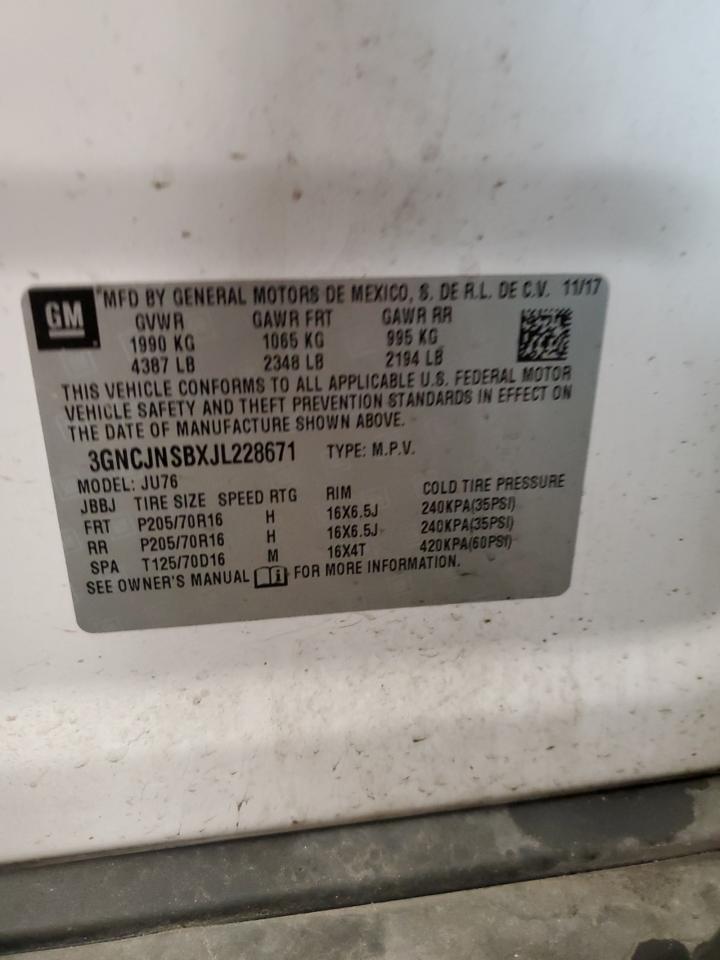 GM
*MFD BY GENERAL MOTORS DE MEXICO, S. DE R.L. DE C.V. 11/17
GVWR GAWR FRT GAWR RR
1990 KG 1065 KG 995 KG
4387 LB 2348 LB 2194 LB
THIS VEHICLE CONFORMS TO ALL APPLICABLE U.S. FEDERAL MOTOR
VEHICLE SAFETY AND THEFT PREVENTION STANDARDS IN EFFECT ON
THE DATE OF MANUFACTURE SHOWN ABOVE.
3GNCJNSBXJL228671 TYPE: M.P.V.
MODEL: JU76
JBBJ TIRE SIZE SPEED RTG RIM COLD TIRE PRESSURE
FRT P205/70R16 H 16X6.5J 240KPA(35PSI)
RR P205/70R16 H 16X6.5J 240KPA(35PSI)
SPA T125/70D16 M 16X4T 420KPA(60PSI)
SEE OWNER'S MANUAL i FOR MORE INFORMATION.